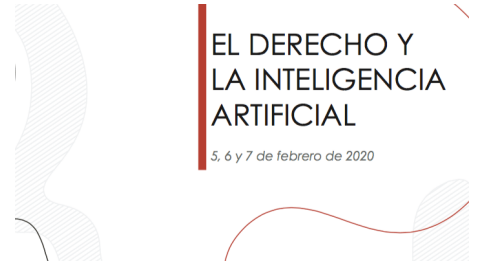 EL DERECHO Y
LA INTELIGENCIA
ARTIFICIAL
5, 6 y 7 de febrero de 2020